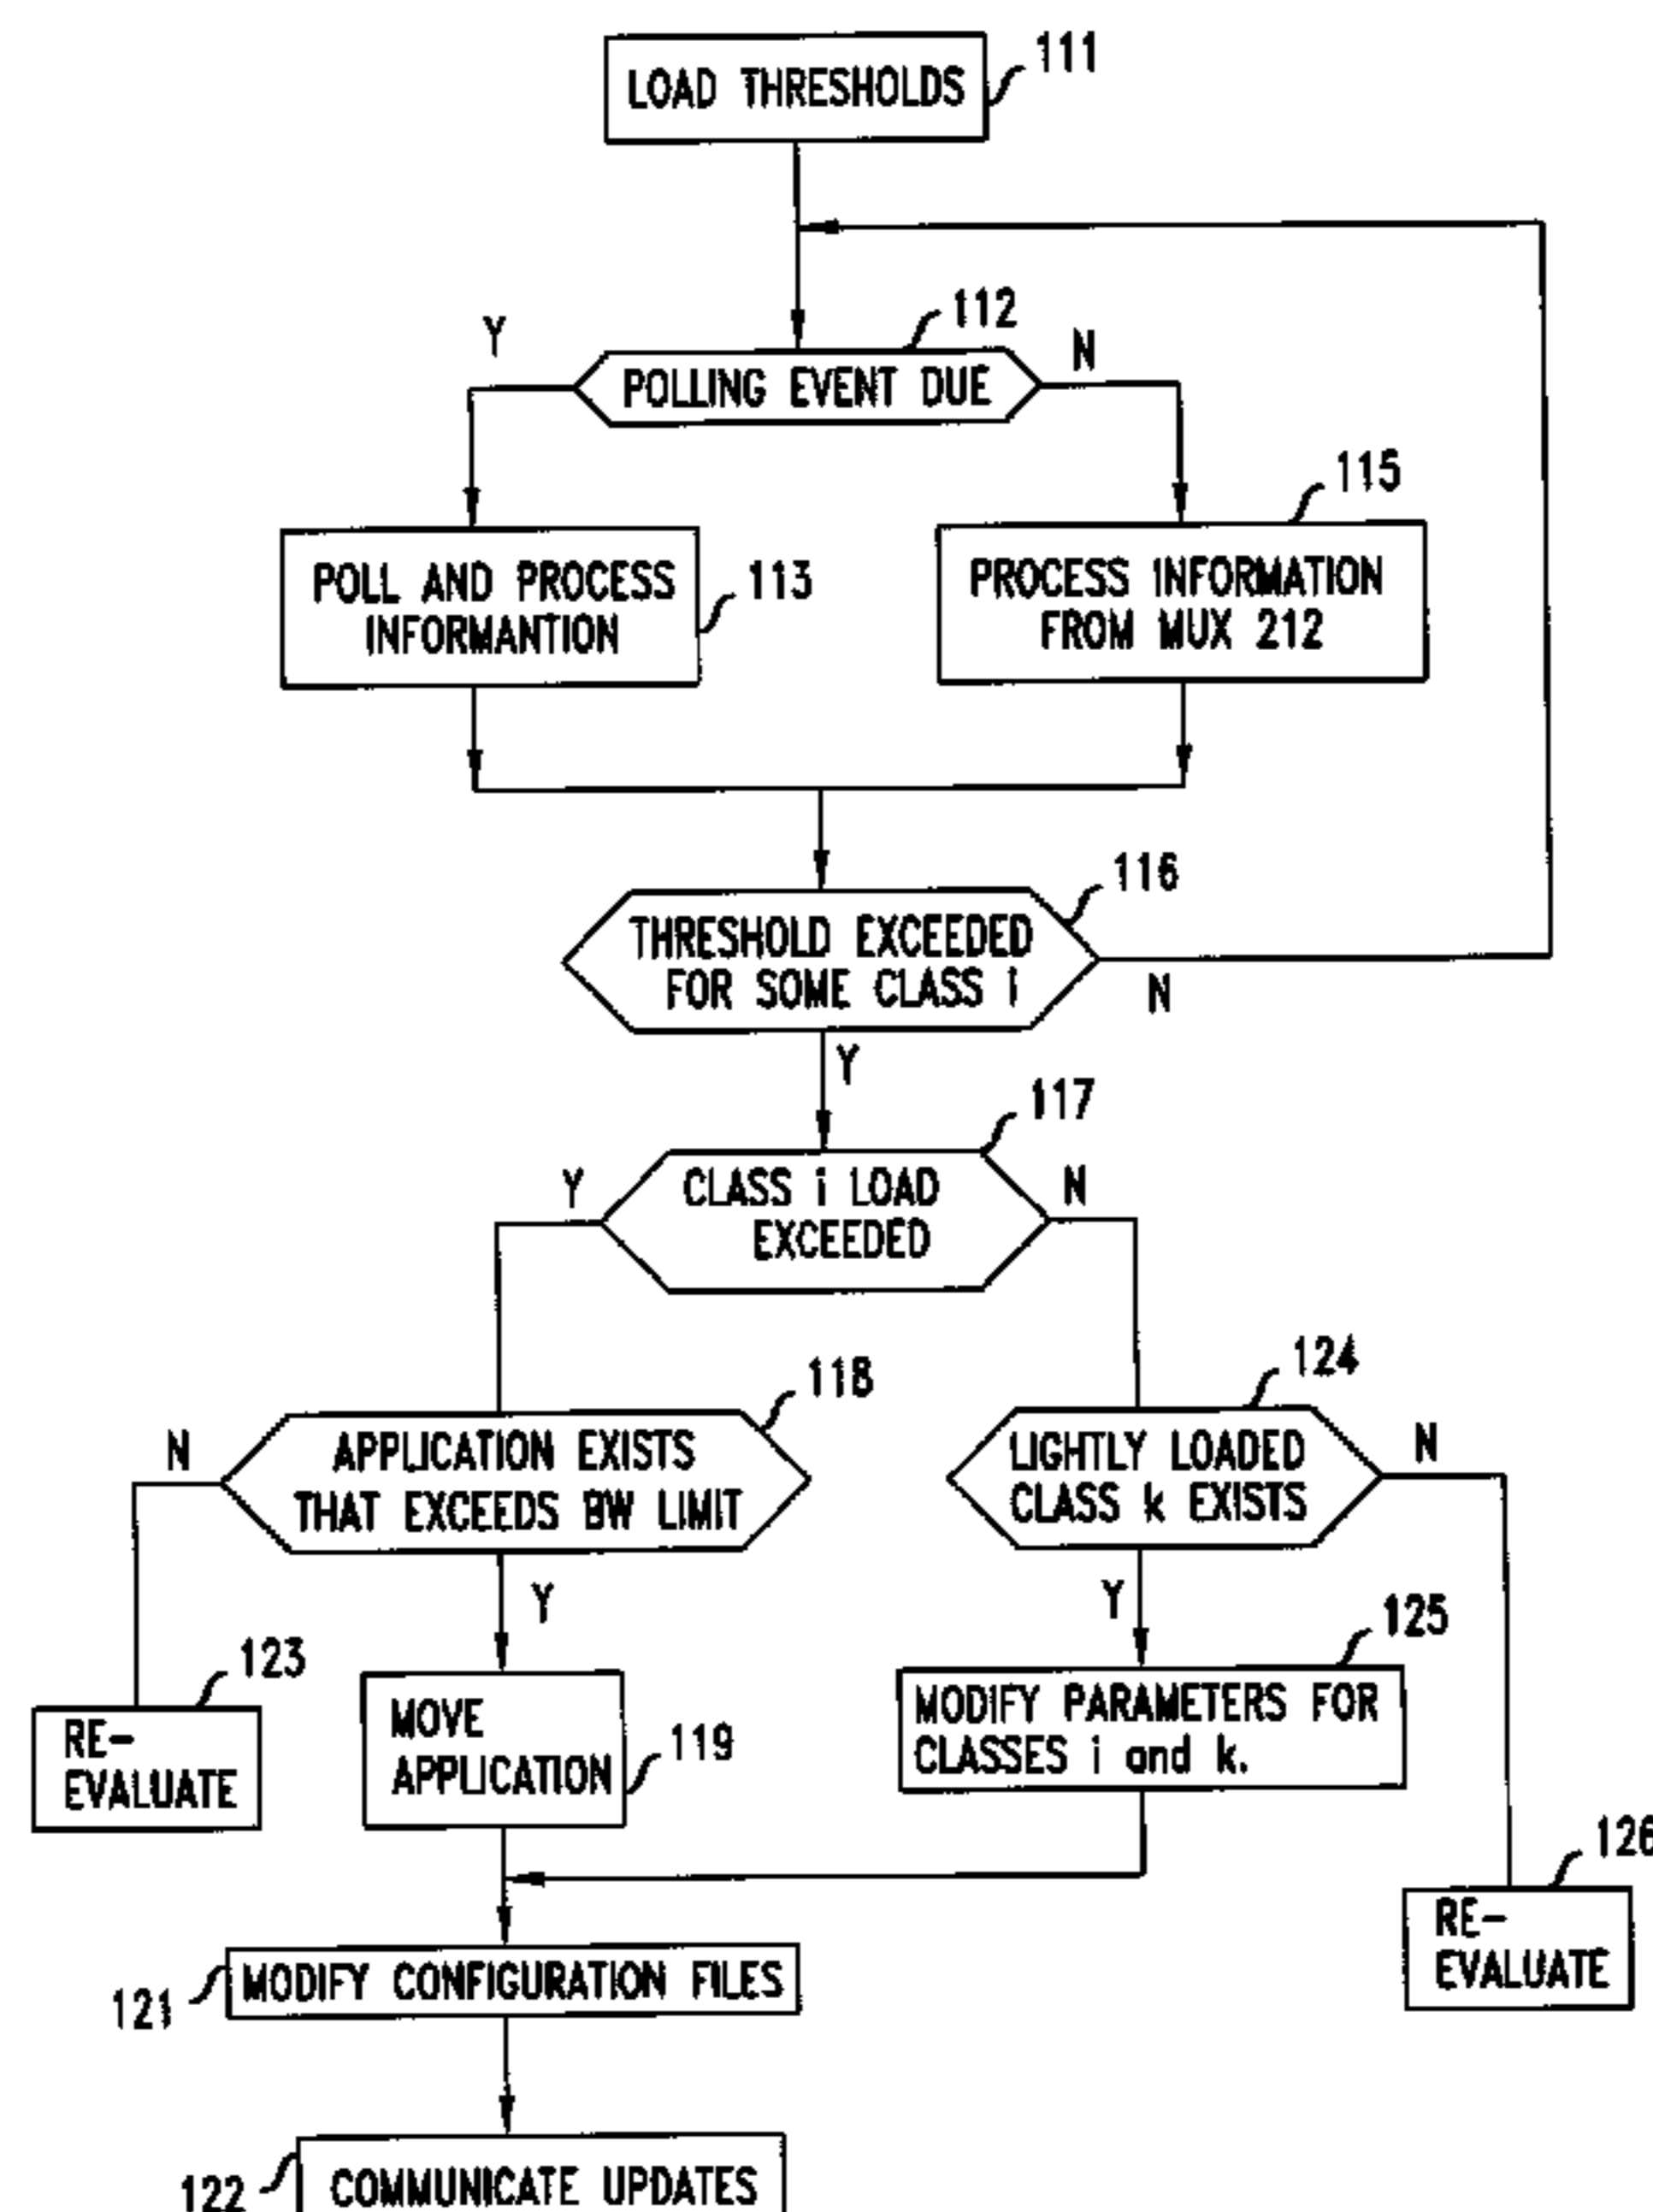 LOAD THRESHOLDS
111
112
Y
N
POLLING EVENT DUE
115
POLL AND PROCESS
INFORMANTION
113
PROCESS INFORMATION
FROM MUX 212
116
THRESHOLD EXCEEDED
FOR SOME CLASS i
N
Y
117
Y
CLASS i LOAD
EXCEEDED
N
118
124
N
APPLICATION EXISTS
THAT EXCEEDS BW LIMIT
LIGHTLY LOADED
CLASS k EXISTS
N
Y
Y
125
123
RE-
EVALUATE
MOVE
APPLICATION
119
MODIFY PARAMETERS FOR
CLASSES i and k.
126
RE-
EVALUATE
121
MODIFY CONFIGURATION FILES
122
COMMUNICATE UPDATES